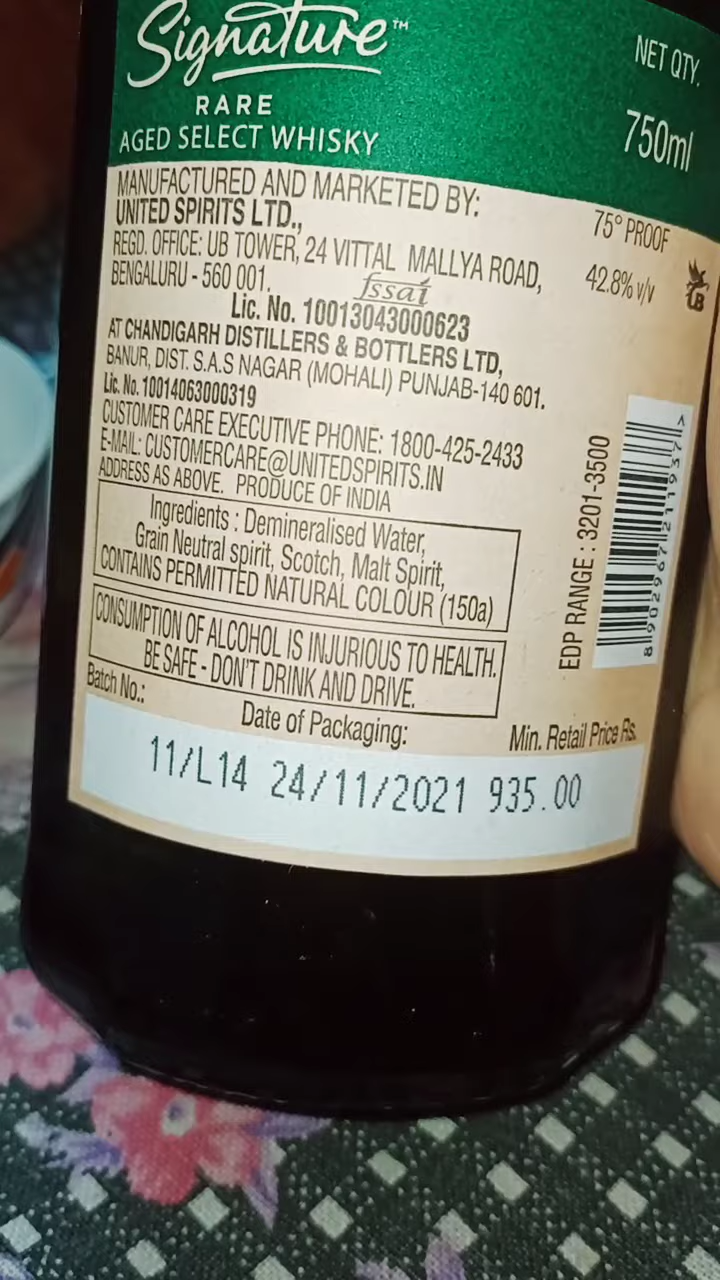 Signature™
RARE
AGED SELECT WHISKY
NET QTY.
750ml
MANUFACTURED AND MARKETED BY:
UNITED SPIRITS LTD.,
REGD. OFFICE: UB TOWER, 24 VITTAL MALLYA ROAD,
BENGALURU - 560 001.
fssai
Lic. No. 10013043000623
AT CHANDIGARH DISTILLERS & BOTTLERS LTD,
BANUR, DIST. S.A.S NAGAR (MOHALI) PUNJAB-140 601.
Lic. No. 10014063000319
CUSTOMER CARE EXECUTIVE PHONE: 1800-425-2433
E-MAIL: CUSTOMERCARE@UNITEDSPIRITS.IN
ADDRESS AS ABOVE. PRODUCE OF INDIA
75° PROOF
42.8% v/v
UB
Ingredients : Demineralised Water,
Grain Neutral spirit, Scotch, Malt Spirit,
CONTAINS PERMITTED NATURAL COLOUR (150a)
CONSUMPTION OF ALCOHOL IS INJURIOUS TO HEALTH.
BE SAFE - DON'T DRINK AND DRIVE.
EDP RANGE : 3201-3500
8 902967 211937 >
Batch No.: Date of Packaging: Min. Retail Price Rs.
11/L14 24/11/2021 935.00